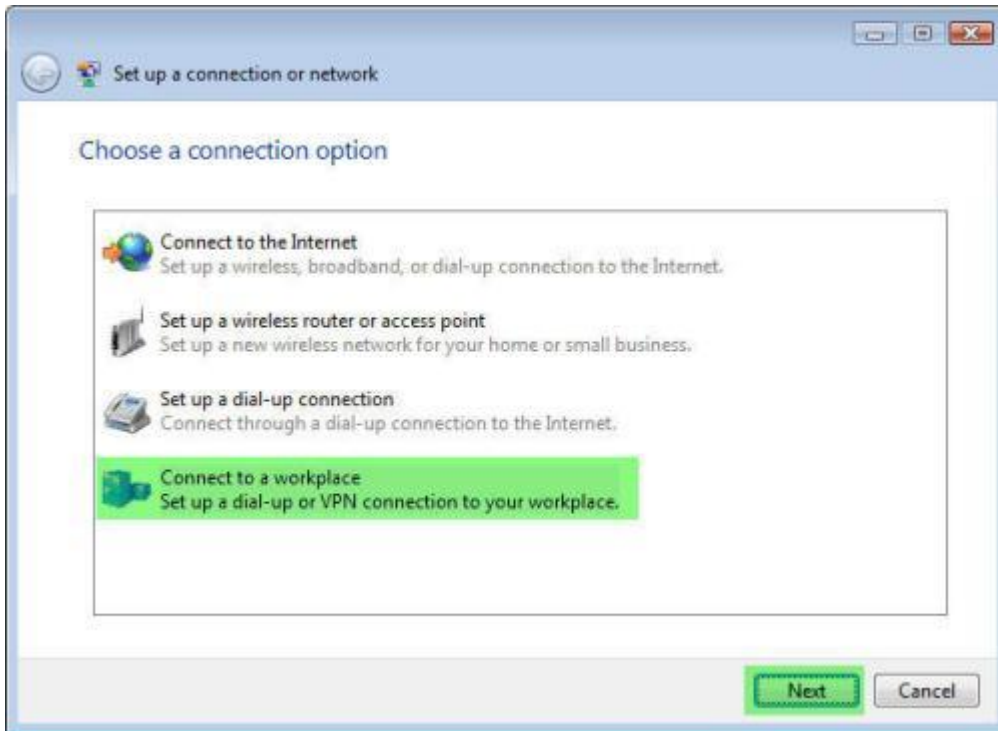 Set up a connection or network
Choose a connection option
Connect to the Internet
Set up a wireless, broadband, or dial-up connection to the Internet.
Set up a wireless router or access point
Set up a new wireless network for your home or small business.
Set up a dial-up connection
Connect through a dial-up connection to the Internet.
Connect to a workplace
Set up a dial-up or VPN connection to your workplace.
Next
Cancel